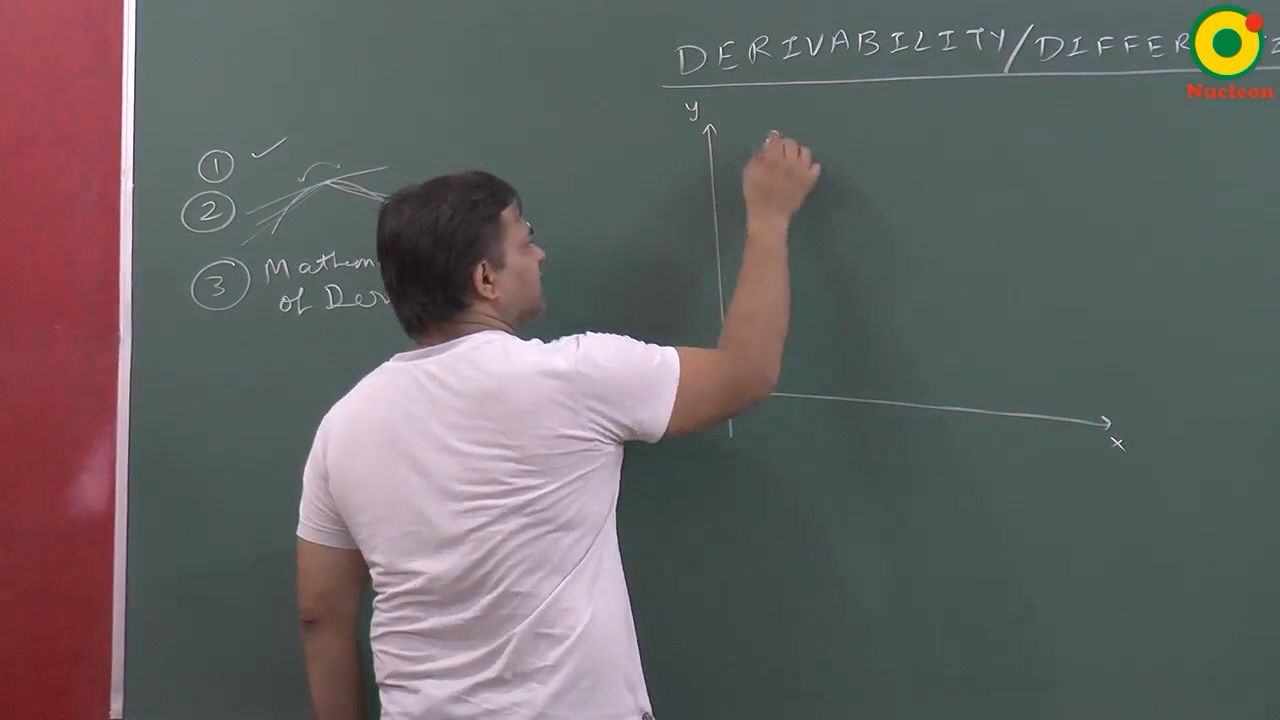 DERIVABILITY/DIFFER
Nucleon
y
1
2
3 Mathem
of Der
x